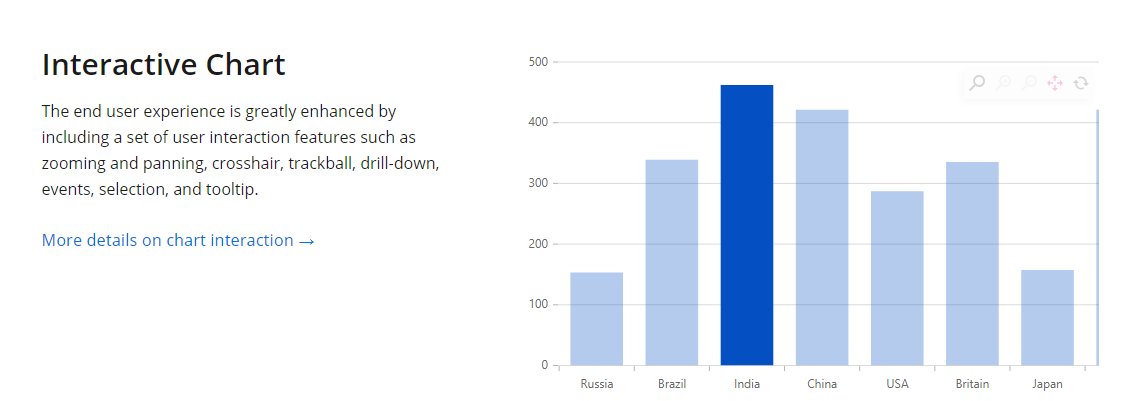 Interactive Chart
The end user experience is greatly enhanced by
including a set of user interaction features such as
zooming and panning, crosshair, trackball, drill-down,
events, selection, and tooltip.
More details on chart interaction →
500
400
300
200
100
0
Russia Brazil India China USA Britain Japan